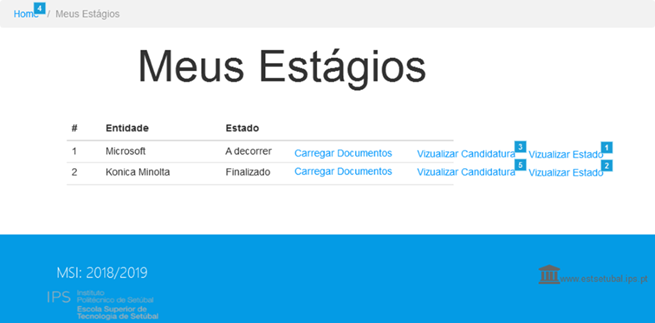 Home 4 / Meus Estágios
Meus Estágios
# Entidade Estado
1 Microsoft A decorrer Carregar Documentos Vizualizar Candidatura 3 Vizualizar Estado 1
2 Konica Minolta Finalizado Carregar Documentos Vizualizar Candidatura 5 Vizualizar Estado 2
MSI: 2018/2019
www.estsetubal.ips.pt
IPS Instituto
Politécnico de Setúbal
Escola Superior de
Tecnologia de Setúbal